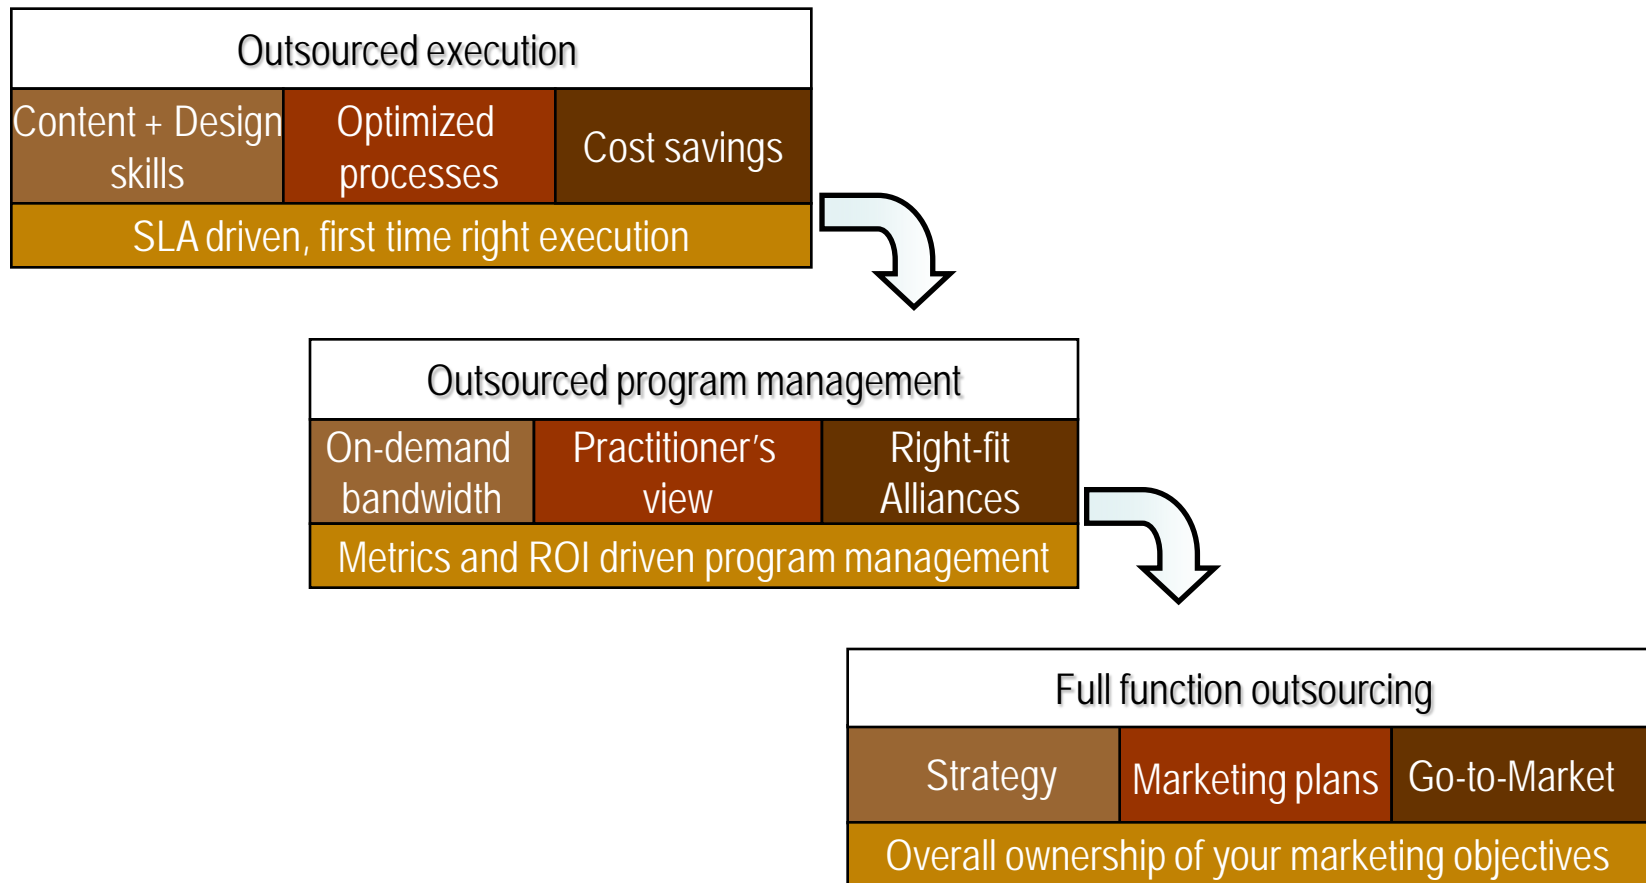 Outsourced execution
Content + Design
skills
Optimized
processes
Cost savings
SLA driven, first time right execution
Outsourced program management
On-demand
bandwidth
Practitioner’s
view
Right-fit
Alliances
Metrics and ROI driven program management
Full function outsourcing
Strategy
Marketing plans
Go-to-Market
Overall ownership of your marketing objectives